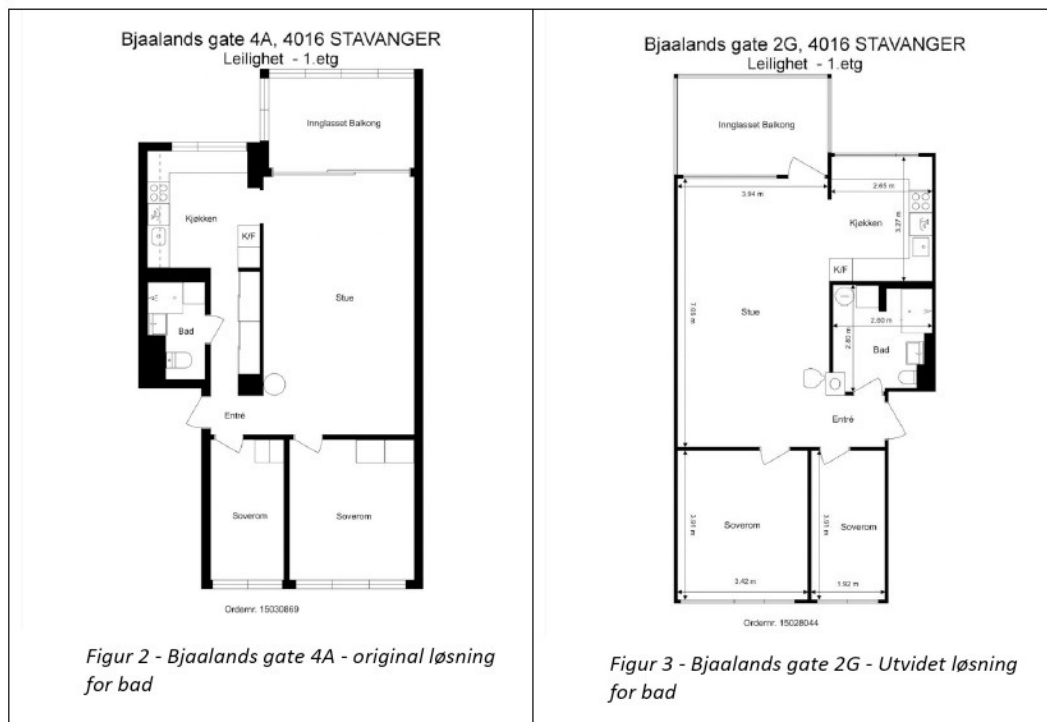 Bjaalands gate 4A, 4016 STAVANGER
Leilighet - 1.etg
Innglasset Balkong
Kjøkken
K/F
Stue
Bad
Entré
Soverom
Soverom
Ordernr. 15030869
Figur 2 - Bjaalands gate 4A - original løsning
for bad
Bjaalands gate 2G, 4016 STAVANGER
Leilighet - 1.etg
Innglasset Balkong
3.94 m
2.65 m
Kjøkken
3.27 m
K/F
7.05 m
Stue
2.60 m
2.80 m
Bad
Entré
3.91 m
Soverom
3.91 m
Soverom
3.42 m
1.92 m
Ordernr. 15028044
Figur 3 - Bjaalands gate 2G - Utvidet løsning
for bad